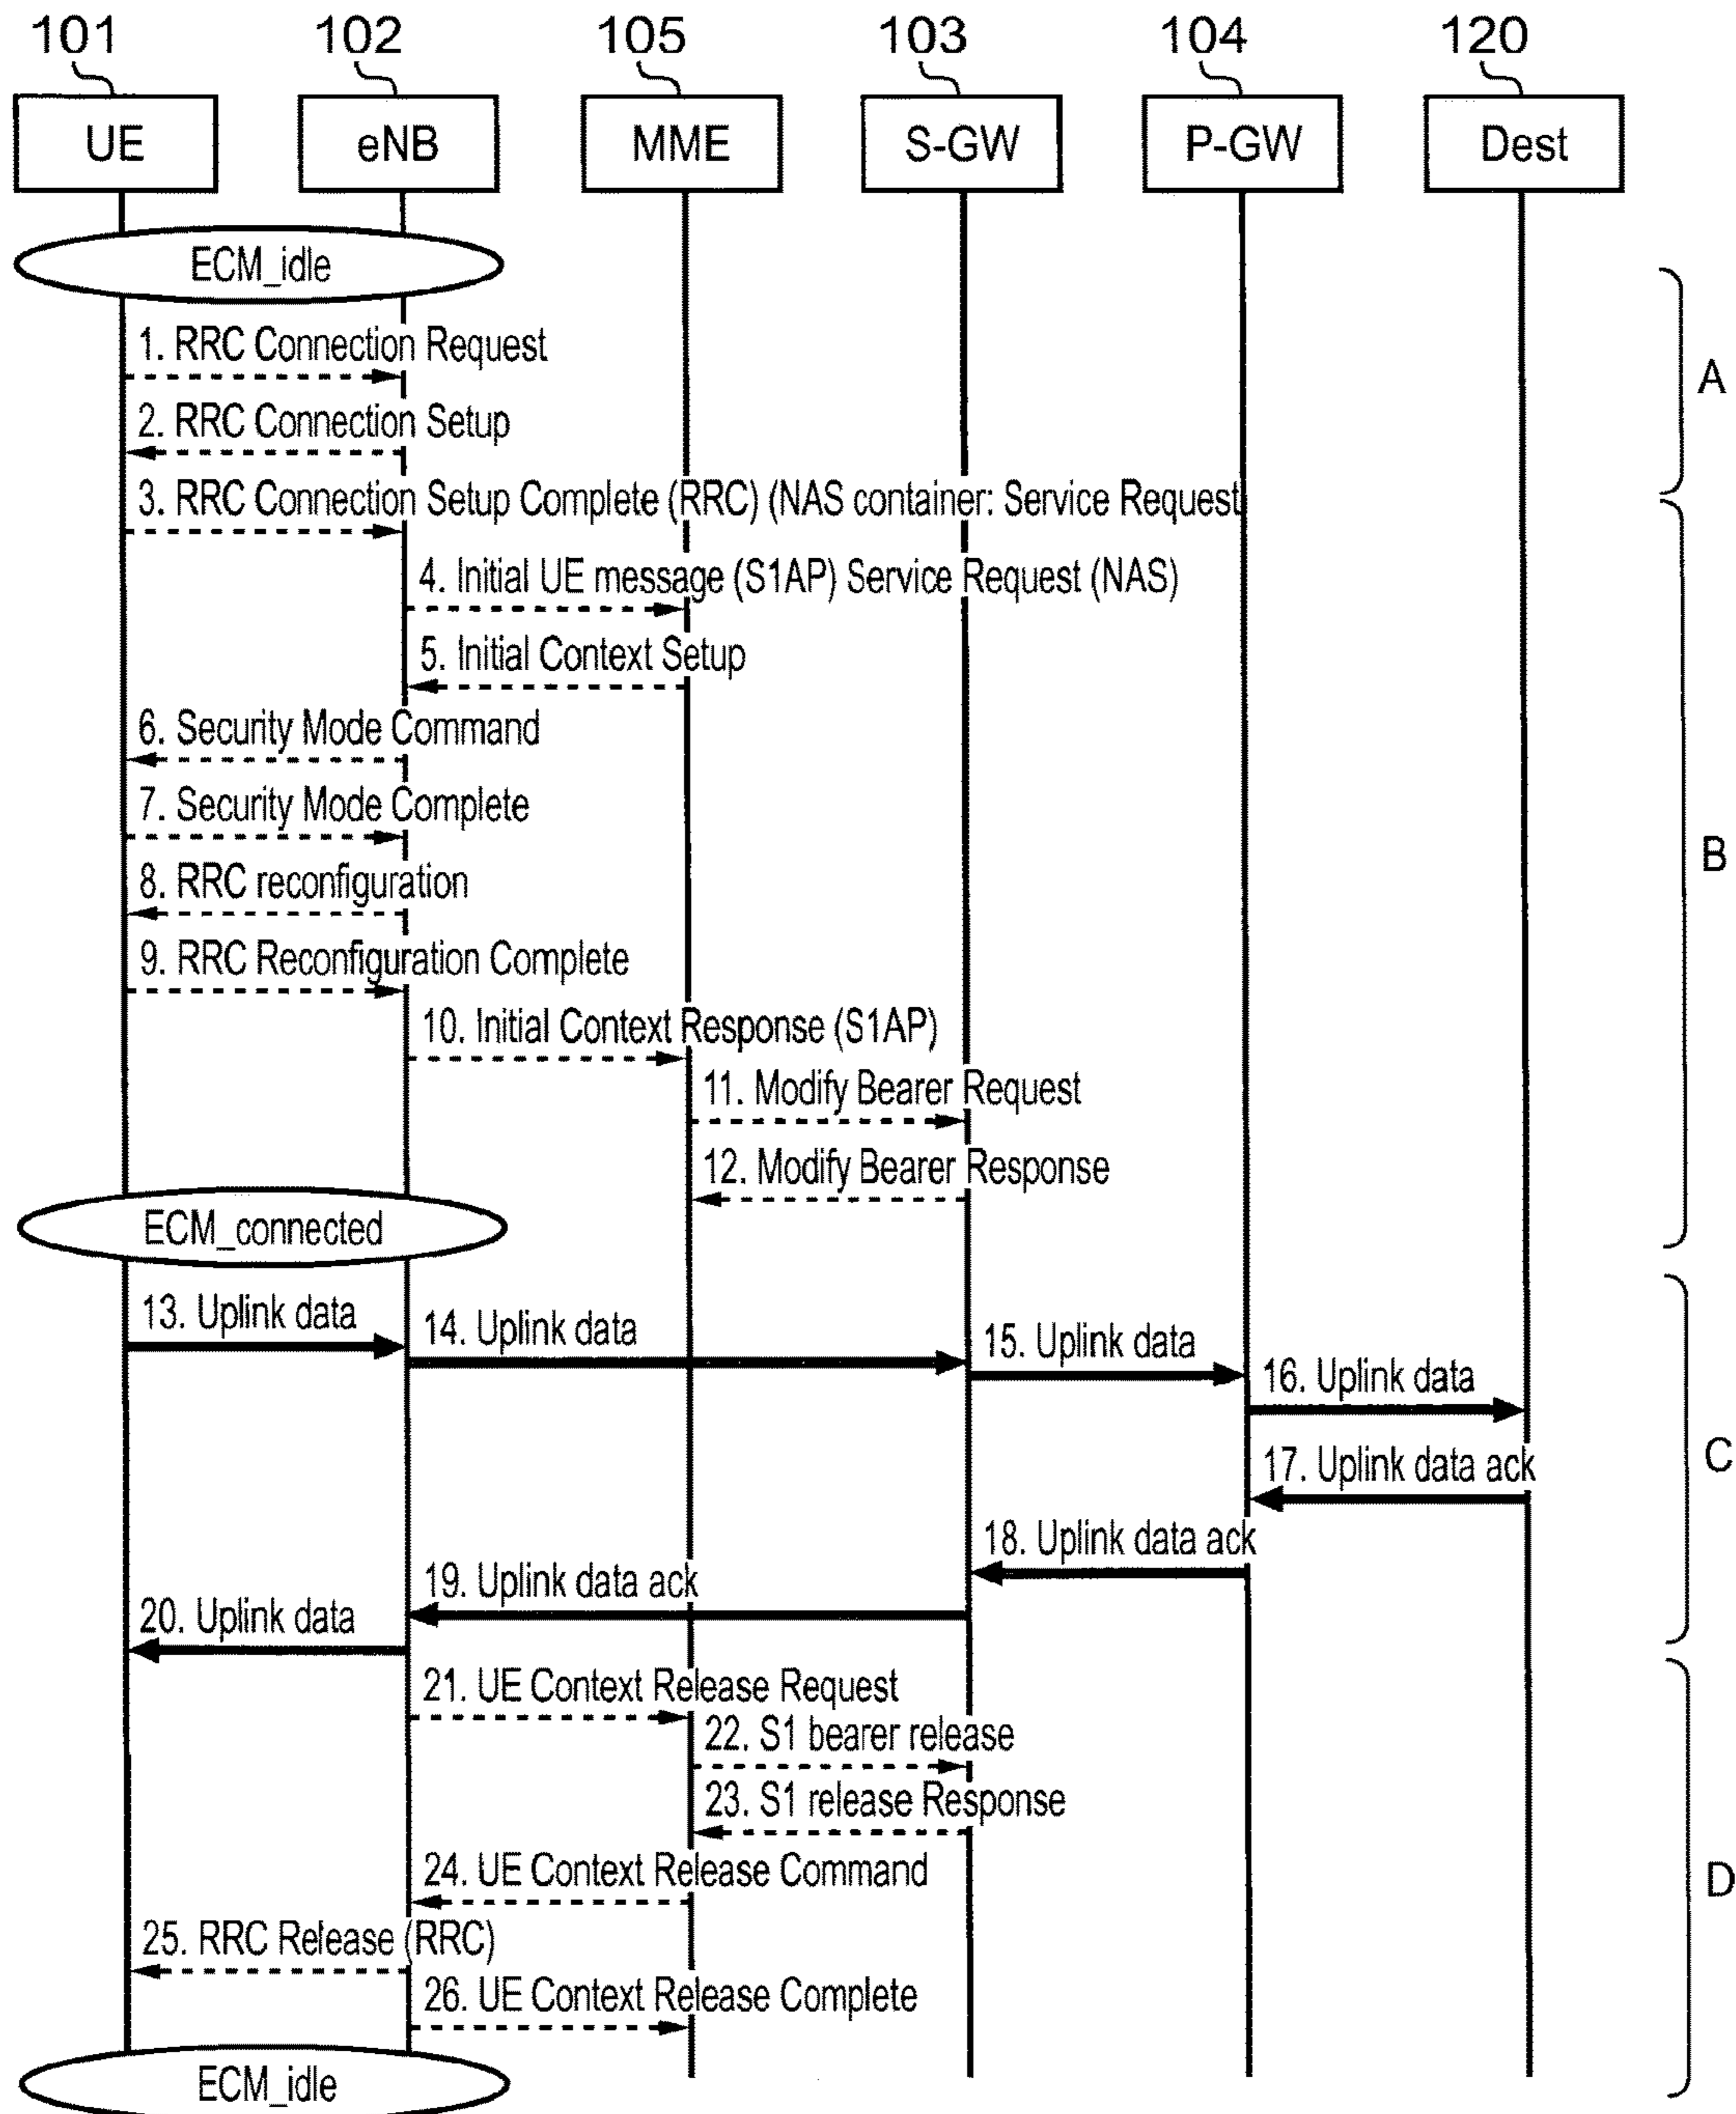 101 102 105 103 104 120
UE eNB MME S-GW P-GW Dest
ECM_idle
1. RRC Connection Request
A
2. RRC Connection Setup
3. RRC Connection Setup Complete (RRC) (NAS container: Service Request
4. Initial UE message (S1AP) Service Request (NAS)
5. Initial Context Setup
6. Security Mode Command
7. Security Mode Complete
B
8. RRC reconfiguration
9. RRC Reconfiguration Complete
10. Initial Context Response (S1AP)
11. Modify Bearer Request
12. Modify Bearer Response
ECM_connected
13. Uplink data
14. Uplink data
15. Uplink data
16. Uplink data
C
17. Uplink data ack
18. Uplink data ack
19. Uplink data ack
20. Uplink data
21. UE Context Release Request
22. S1 bearer release
23. S1 release Response
24. UE Context Release Command
D
25. RRC Release (RRC)
26. UE Context Release Complete
ECM_idle